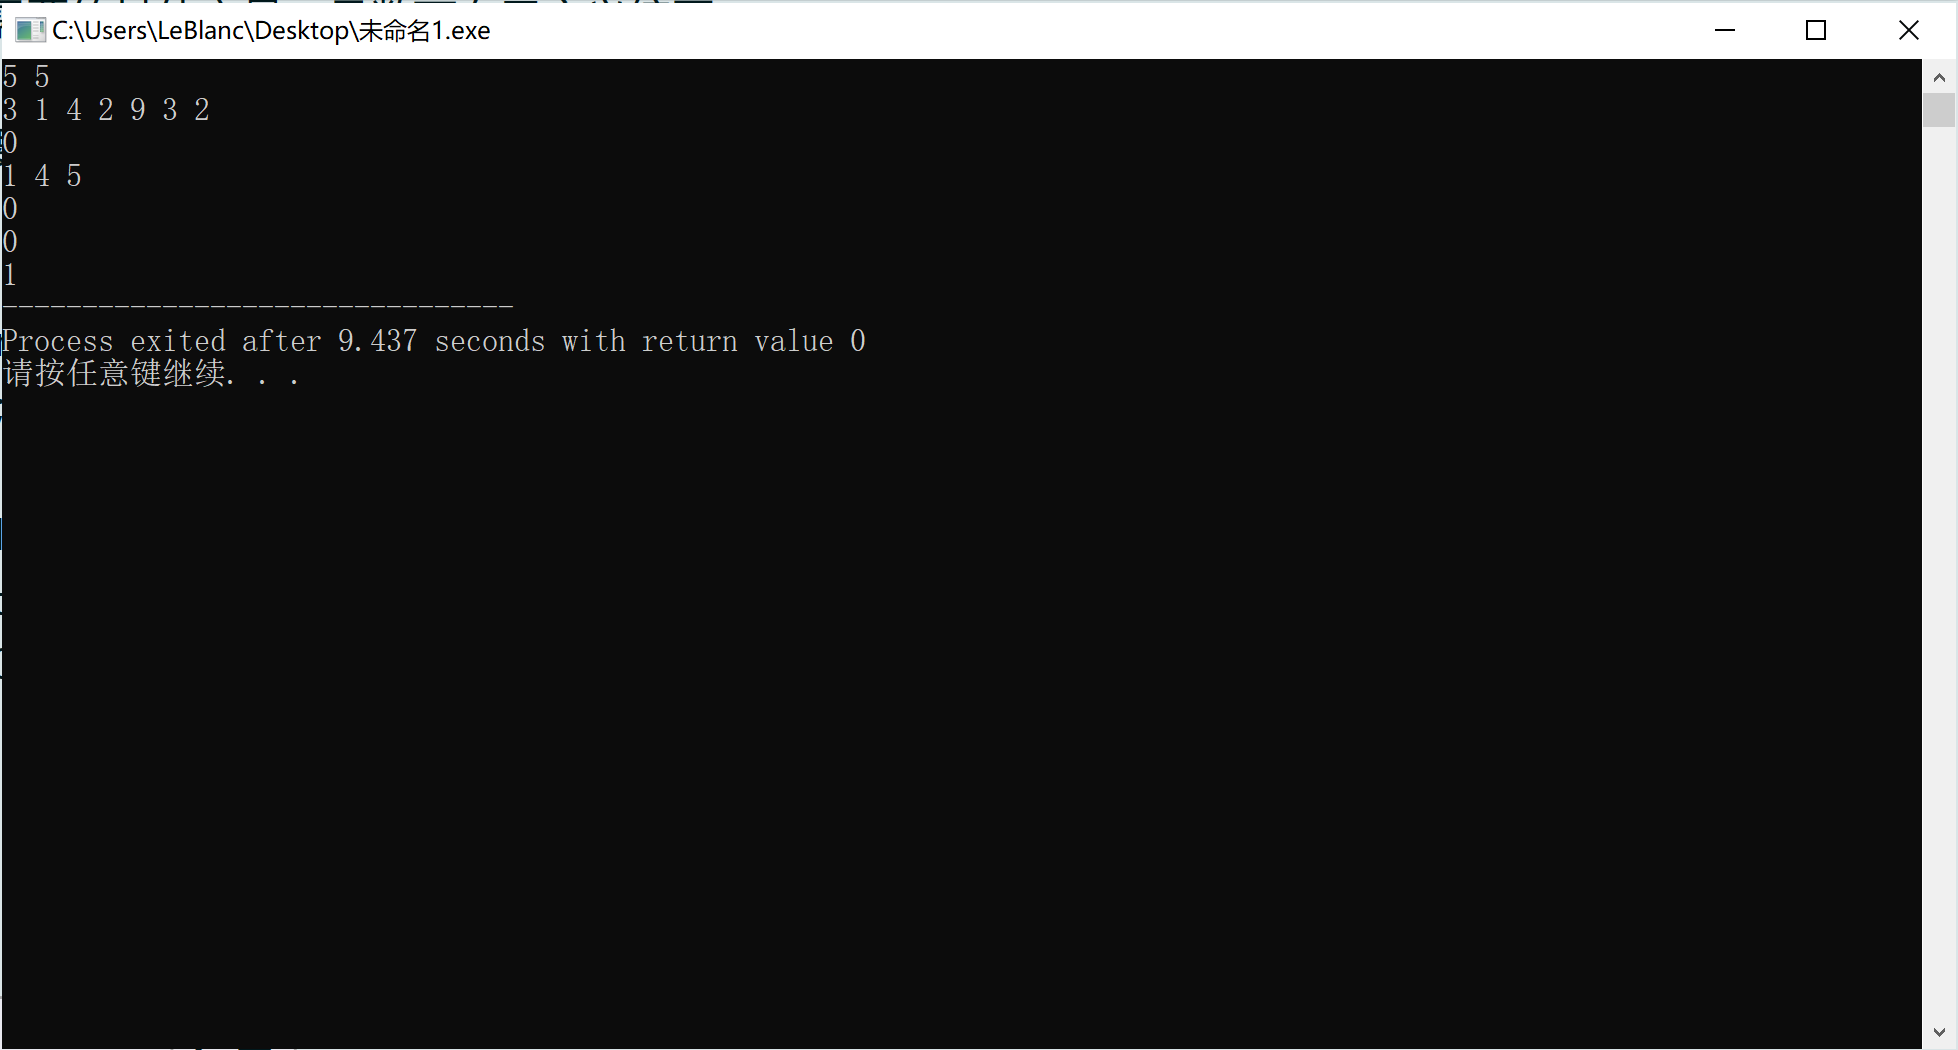 C:\Users\LeBlanc\Desktop\未命名1.exe
5 5
3 1 4 2 9 3 2
0
1 4 5
0
0
1
--------------------------------
Process exited after 9.437 seconds with return value 0
请按任意键继续. . .